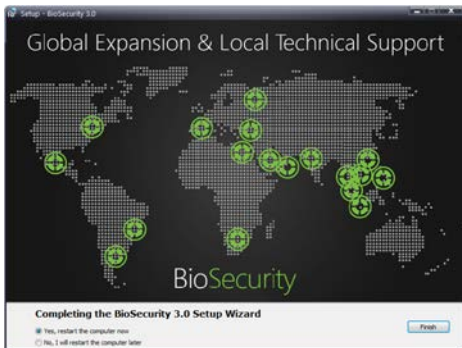 Setup - BioSecurity 3.0
Global Expansion & Local Technical Support
BioSecurity
Completing the BioSecurity 3.0 Setup Wizard
Yes, restart the computer now
No, I will restart the computer later
Finish